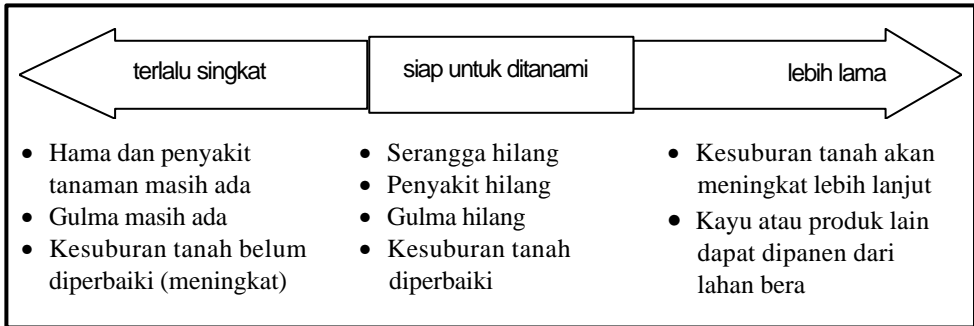 terlalu singkat
siap untuk ditanami
lebih lama
• Hama dan penyakit
tanaman masih ada
• Gulma masih ada
• Kesuburan tanah belum
diperbaiki (meningkat)
• Serangga hilang
• Penyakit hilang
• Gulma hilang
• Kesuburan tanah
diperbaiki
• Kesuburan tanah akan
meningkat lebih lanjut
• Kayu atau produk lain
dapat dipanen dari
lahan bera